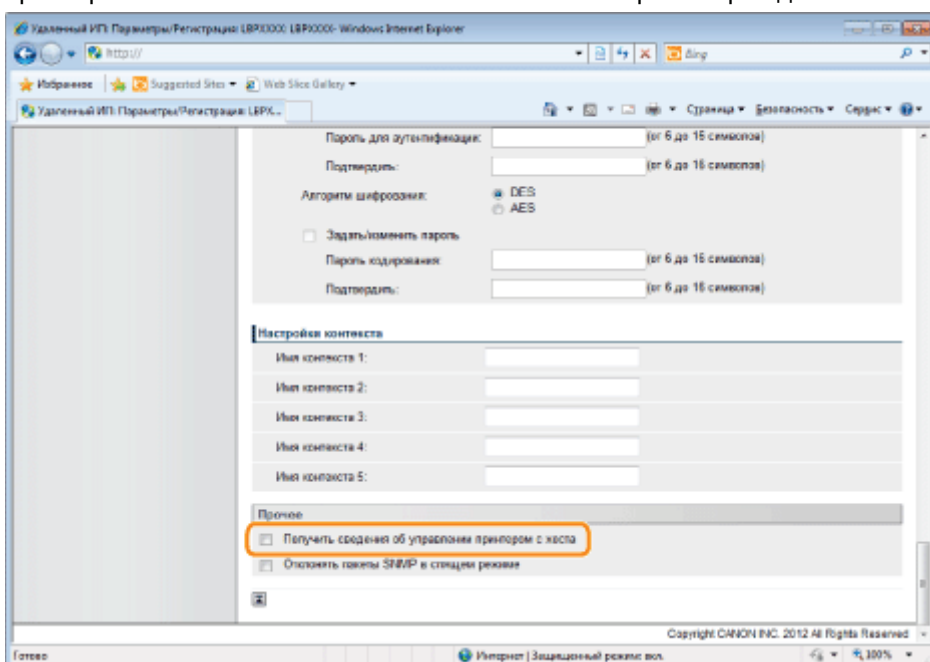 Удаленный ИП: Параметры/Регистрация: LBPXXXX: LBPXXXX- Windows Internet Explorer
http:// Bing
Избранное Suggested Sites Web Slice Gallery
Удаленный ИП: Параметры/Регистрация: LBPX... Страница Безопасность Сервис
Пароль для аутентификации: (от 6 до 16 символов)
Подтвердить: (от 6 до 16 символов)
Алгоритм шифрования: DES
AES
Задать/изменить пароль
Пароль кодирования: (от 6 до 16 символов)
Подтвердить: (от 6 до 16 символов)
Настройки контекста
Имя контекста 1:
Имя контекста 2:
Имя контекста 3:
Имя контекста 4:
Имя контекста 5:
Прочее
Получить сведения об управлении принтером с хоста
Отклонять пакеты SNMP в спящем режиме
Copyright CANON INC. 2012 All Rights Reserved
Готово Интернет | Защищенный режим: вкл. 100%